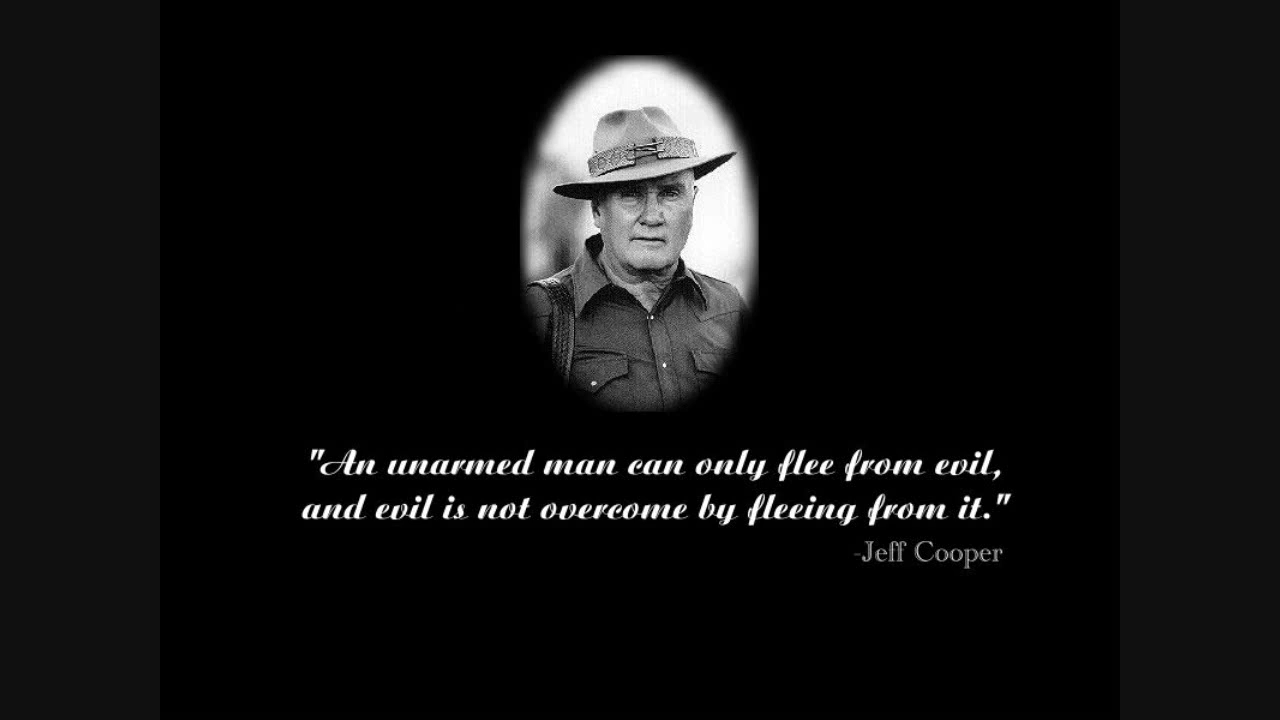 "An unarmed man can only flee from evil,
and evil is not overcome by fleeing from it."
-Jeff Cooper